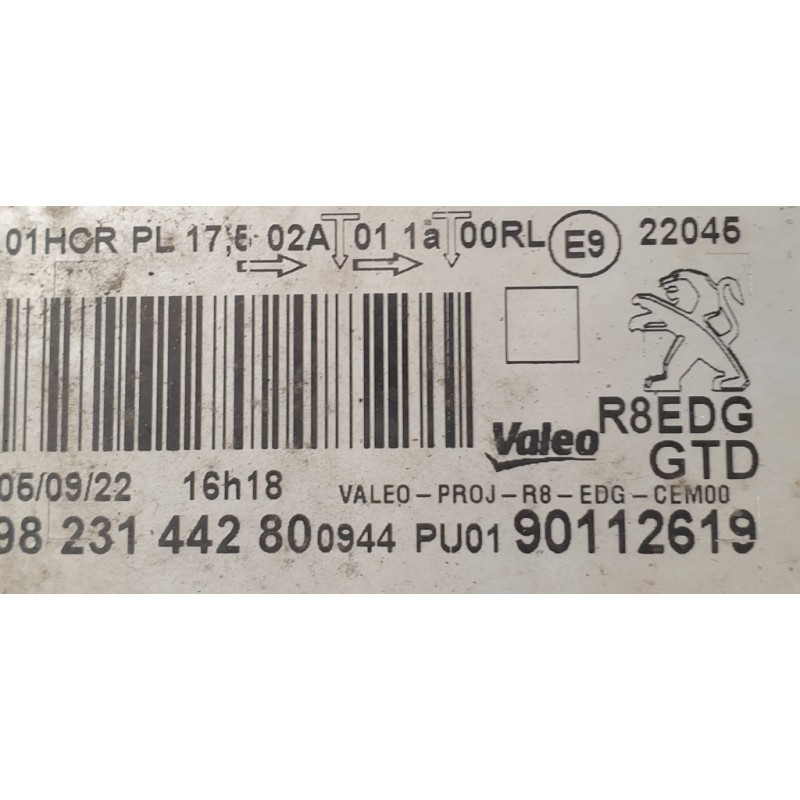 01HCR PL 17,5 02A 01 1a 00RL E9 22045
Valeo R8EDG
GTD
05/09/22 16h18 VALEO-PROJ-R8-EDG-CEM00
98 231 442 80 0944 PU01 90112619